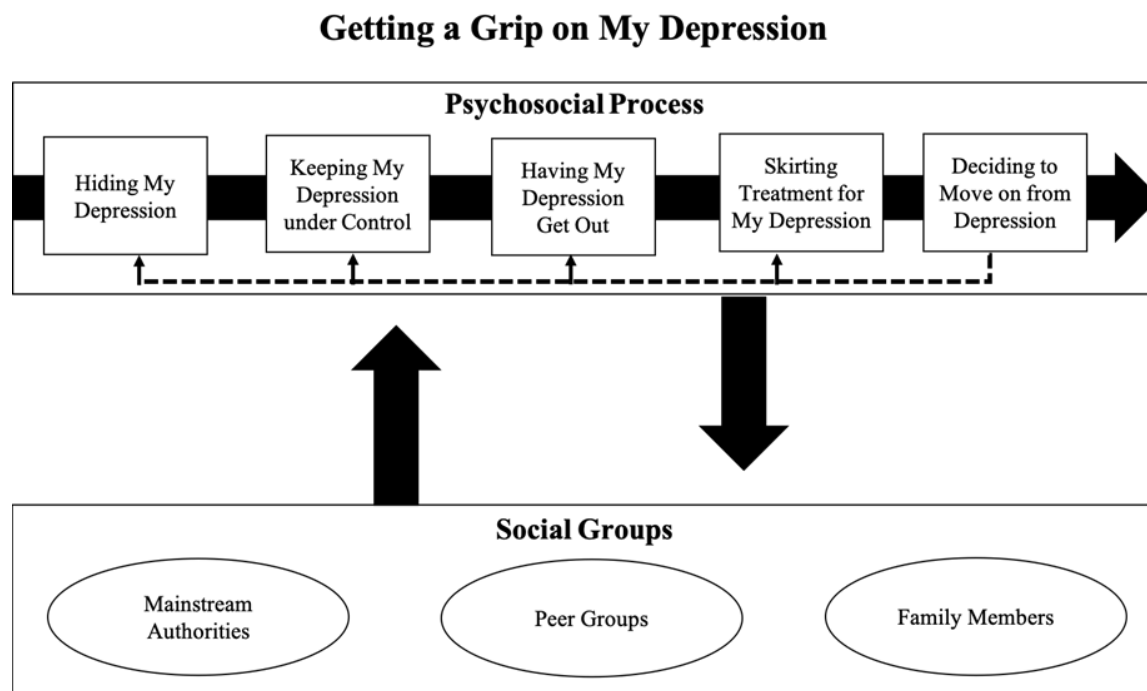 Getting a Grip on My Depression
Psychosocial Process
Hiding My
Depression
Keeping My
Depression
under Control
Having My
Depression
Get Out
Skirting
Treatment for
My Depression
Deciding to
Move on from
Depression
Social Groups
Mainstream
Authorities
Peer Groups
Family Members